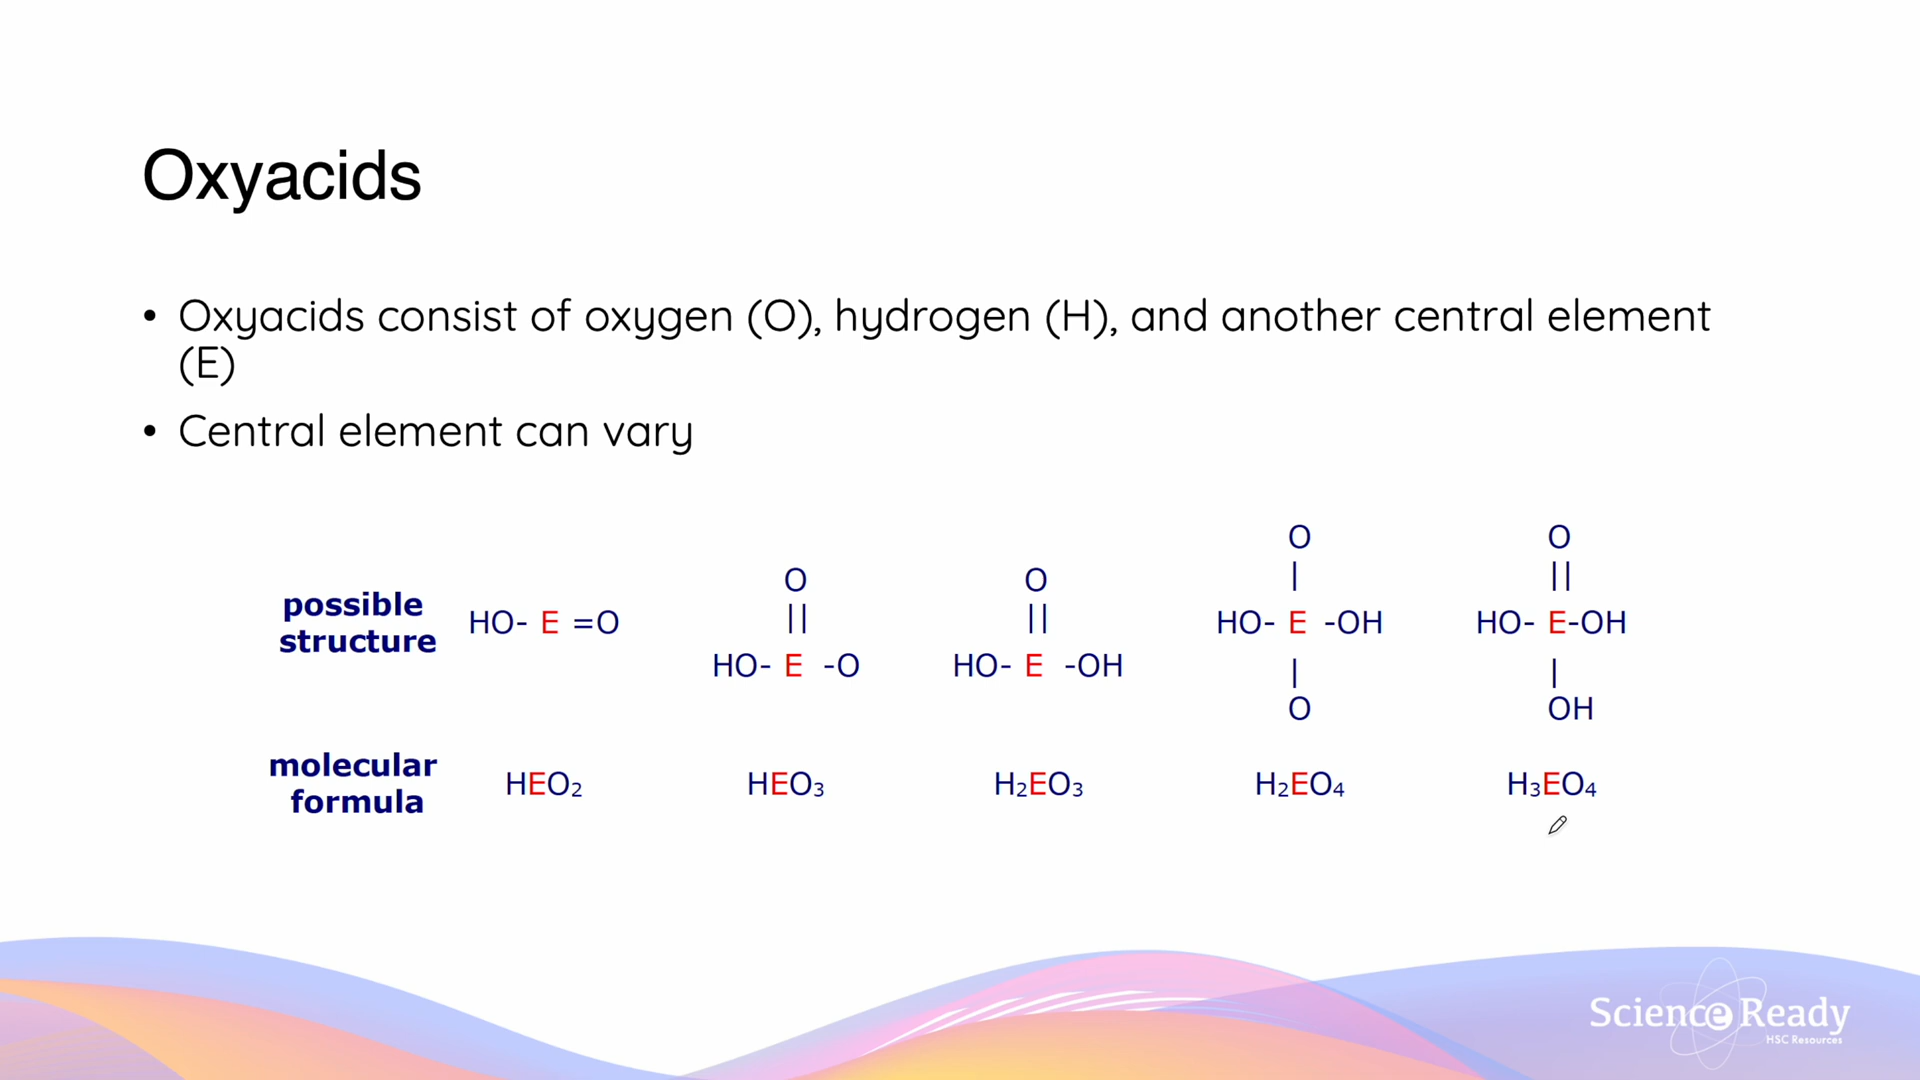 Oxyacids
• Oxyacids consist of oxygen (O), hydrogen (H), and another central element
(E)
• Central element can vary
possible
structure
HO- E =O
O
||
HO- E -O
O
||
HO- E -OH
O
|
HO- E -OH
|
O
O
||
HO- E-OH
|
OH
molecular
formula
HEO₂
HEO₃
H₂EO₃
H₂EO₄
H₃EO₄
Science Ready
HSC Resources